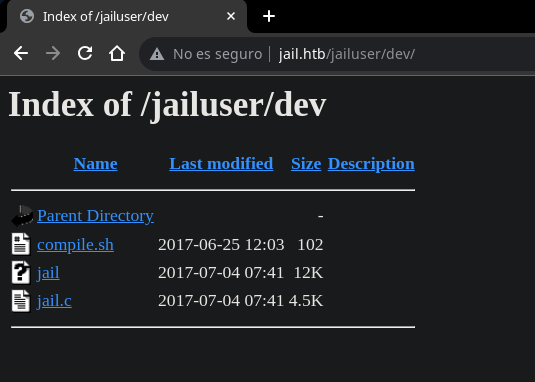 Index of /jailuser/dev
No es seguro jail.htb/jailuser/dev/
Index of /jailuser/dev
Name Last modified Size Description
Parent Directory -
compile.sh 2017-06-25 12:03 102
jail 2017-07-04 07:41 12K
jail.c 2017-07-04 07:41 4.5K